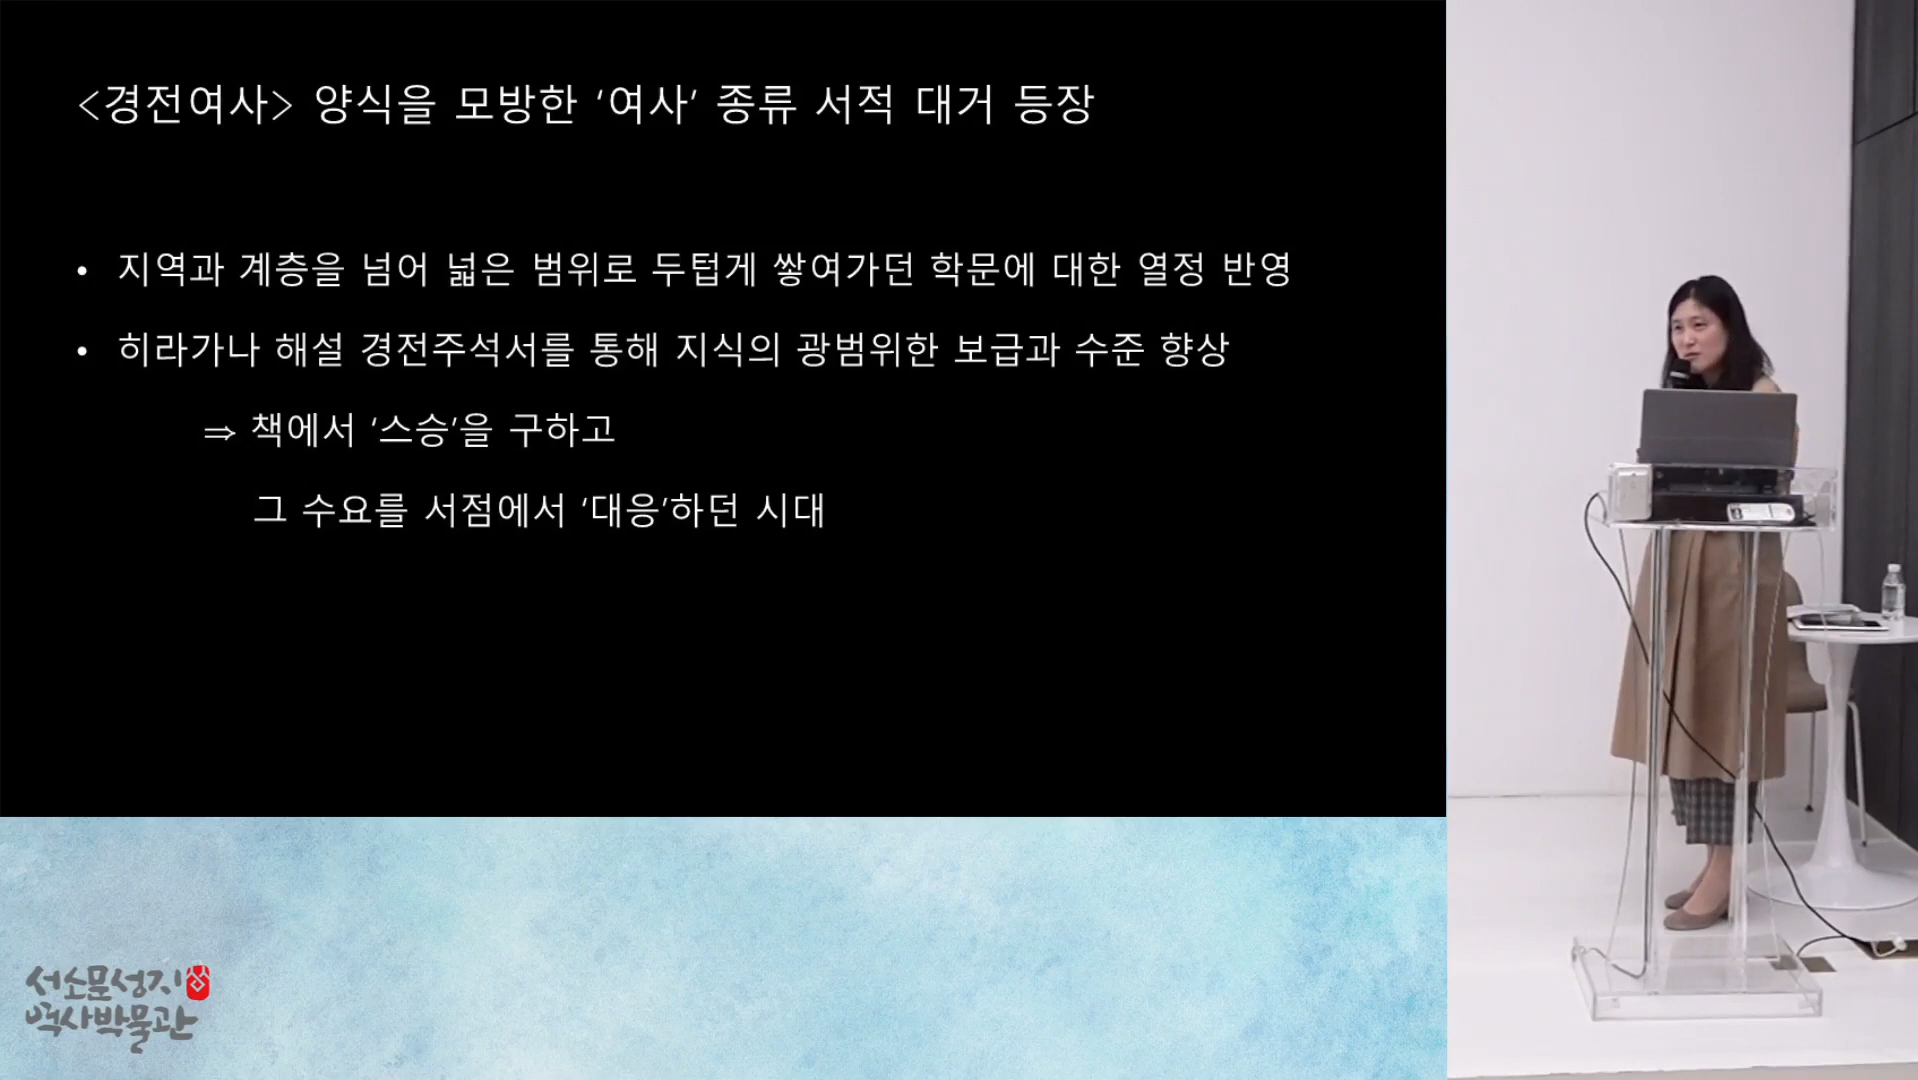 <경전여사> 양식을 모방한 ‘여사’ 종류 서적 대거 등장
• 지역과 계층을 넘어 넓은 범위로 두텁게 쌓여가던 학문에 대한 열정 반영
• 히라가나 해설 경전주석서를 통해 지식의 광범위한 보급과 수준 향상
⇒ 책에서 ‘스승’을 구하고
그 수요를 서점에서 ‘대응’하던 시대
서소문성지
역사박물관